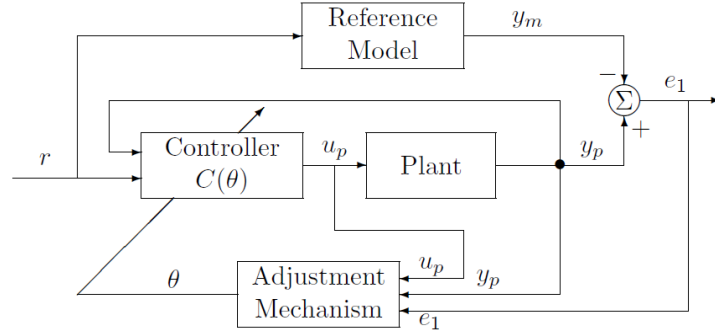 Reference
Model
y_m
−
Σ
e_1
+
r
Controller
C(θ)
u_p
Plant
y_p
θ
Adjustment
Mechanism
u_p
y_p
e_1